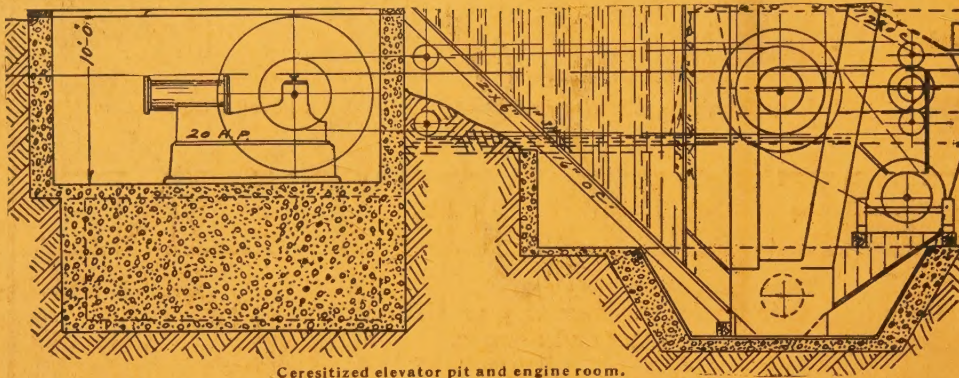 10'-0"
20 H.P.
Ceresitized elevator pit and engine room.